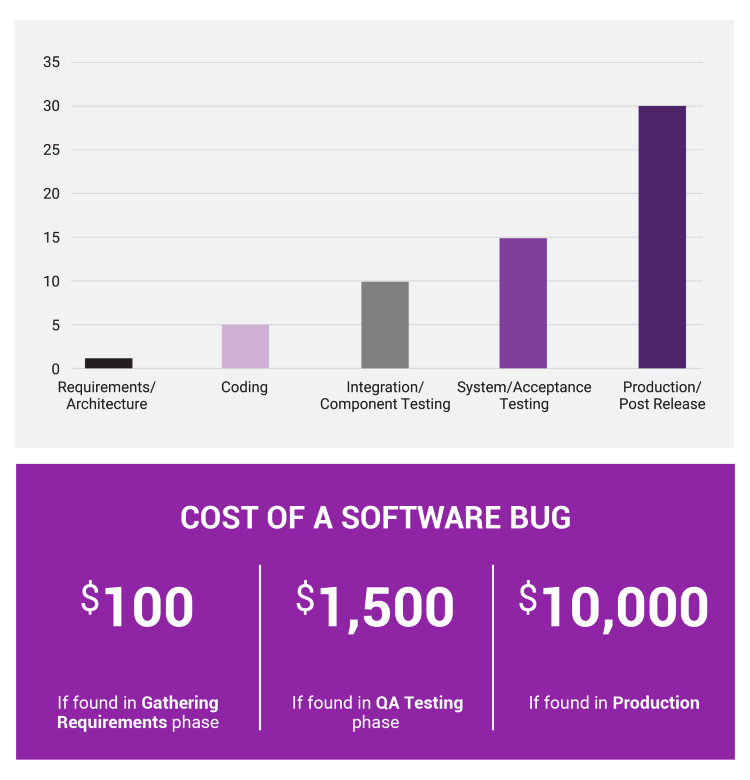 35
30
25
20
15
10
5
0
Requirements/
Architecture
Coding
Integration/
Component Testing
System/Acceptance
Testing
Production/
Post Release
COST OF A SOFTWARE BUG
$100
If found in Gathering
Requirements phase
$1,500
If found in QA Testing
phase
$10,000
If found in Production